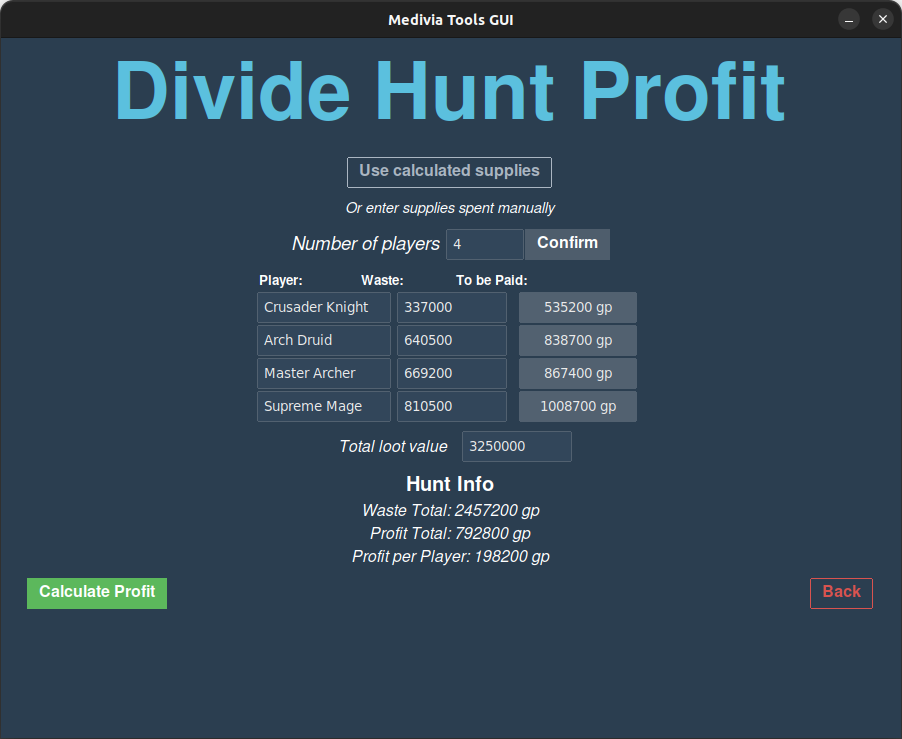 Medivia Tools GUI
Divide Hunt Profit
Use calculated supplies
Or enter supplies spent manually
Number of players 4 Confirm
Player: Waste: To be Paid:
Crusader Knight 337000 535200 gp
Arch Druid 640500 838700 gp
Master Archer 669200 867400 gp
Supreme Mage 810500 1008700 gp
Total loot value 3250000
Hunt Info
Waste Total: 2457200 gp
Profit Total: 792800 gp
Profit per Player: 198200 gp
Calculate Profit Back